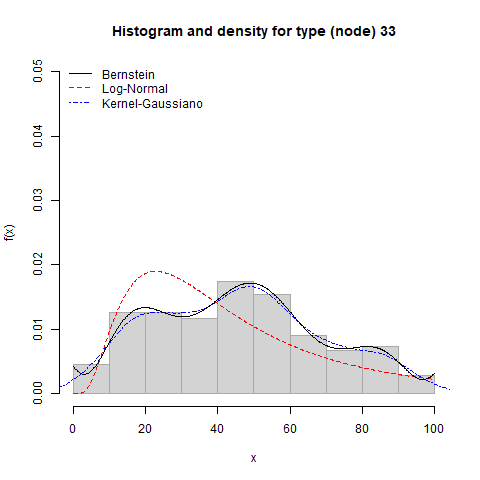 Histogram and density for type (node) 33
Bernstein
Log-Normal
Kernel-Gaussiano
f(x)
0.05
0.04
0.03
0.02
0.01
0.00
0 20 40 60 80 100
x